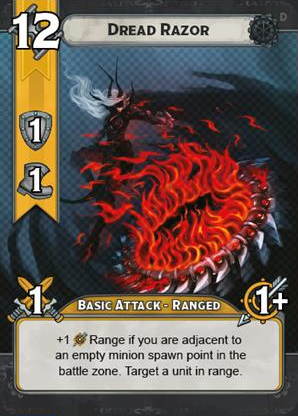 12
DREAD RAZOR
D
1
1
1
BASIC ATTACK - RANGED
1+
+1 Range if you are adjacent to
an empty minion spawn point in the
battle zone. Target a unit in range.